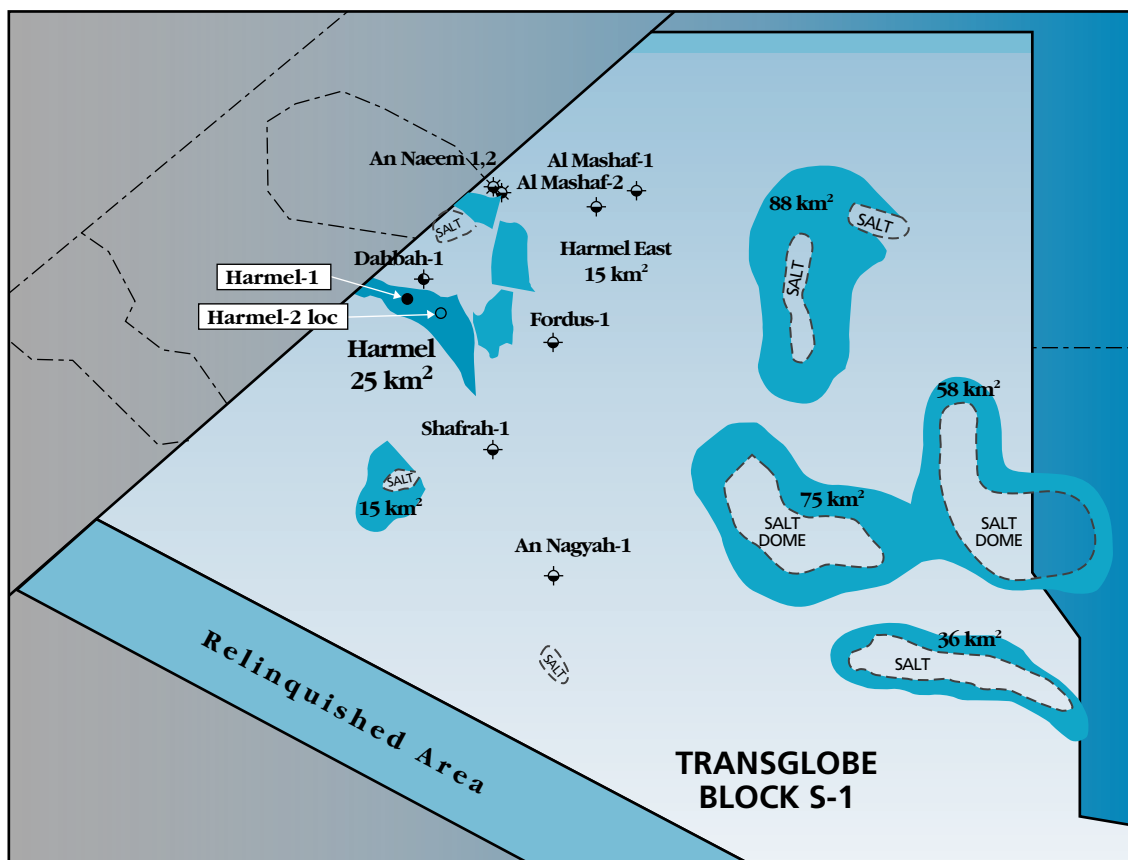 An Naeem 1,2
Al Mashaf-1
Al Mashaf-2
88 km²
SALT
SALT
SALT
Dahbah-1
Harmel East
15 km²
Harmel-1
Harmel-2 loc
Fordus-1
Harmel
25 km²
58 km²
Shafrah-1
SALT
15 km²
75 km²
SALT
DOME
SALT
DOME
An Nagyah-1
SALT
36 km²
SALT
Relinquished Area
TRANSGLOBE
BLOCK S-1